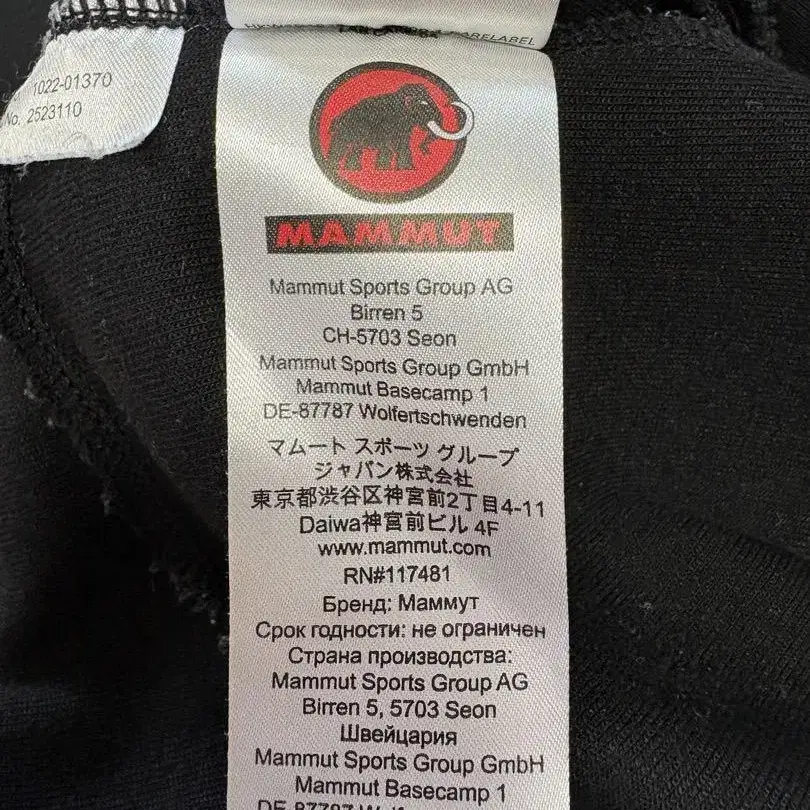 1022-01370
No. 2523110
MAMMUT
Mammut Sports Group AG
Birren 5
CH-5703 Seon
Mammut Sports Group GmbH
Mammut Basecamp 1
DE-87787 Wolfertschwenden
マムート スポーツ グループ
ジャパン株式会社
東京都渋谷区神宮前2丁目4-11
Daiwa神宮前ビル 4F
www.mammut.com
RN#117481
Бренд: Маммут
Срок годности: не ограничен
Страна производства:
Mammut Sports Group AG
Birren 5, 5703 Seon
Швейцария
Mammut Sports Group GmbH
Mammut Basecamp 1